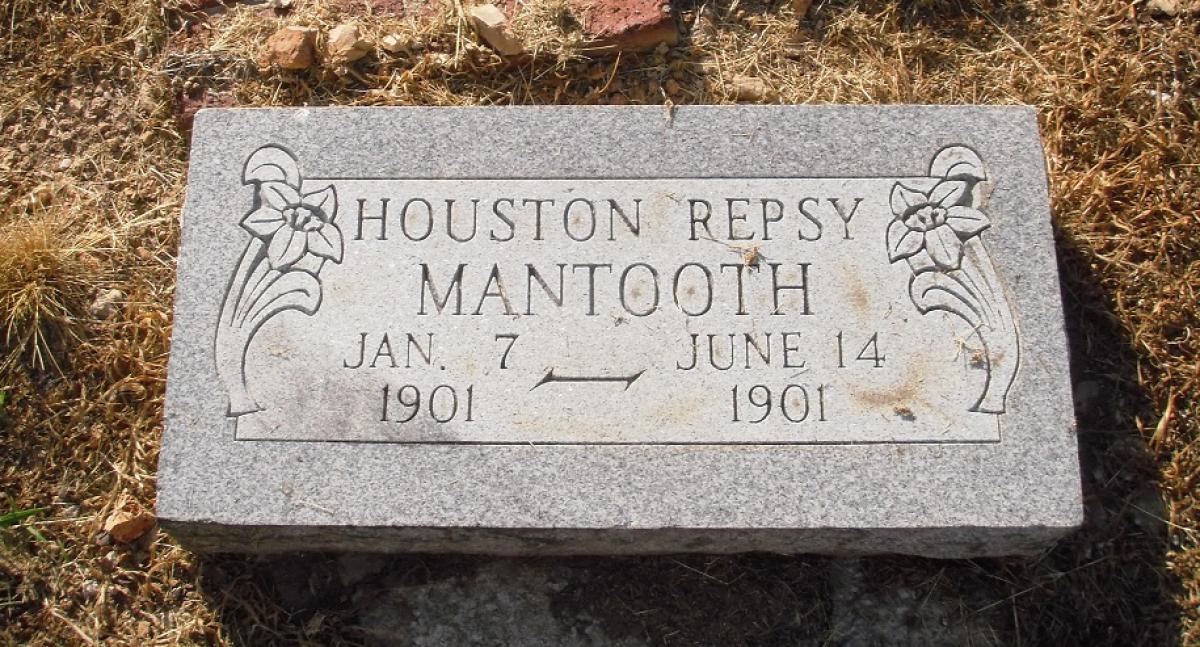 HOUSTON REPSY
MANTOOTH
JAN. 7 — JUNE 14
1901 1901